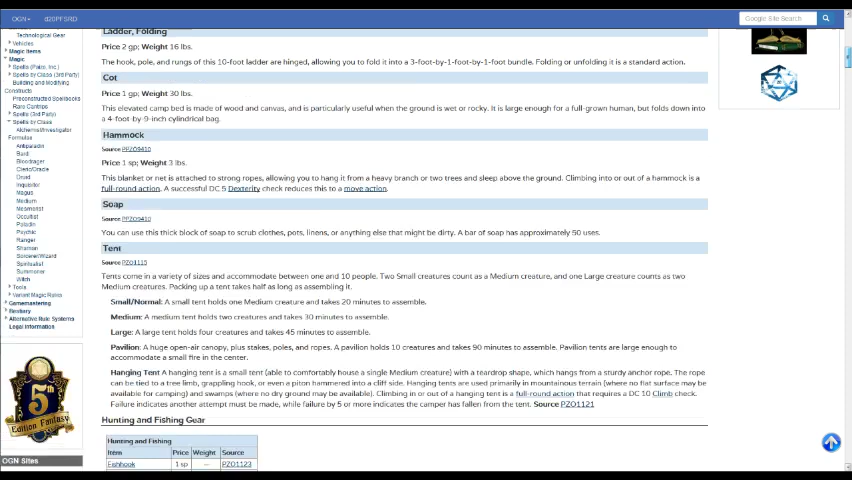 OGN
d20PFSRD
Google Site Search
Technological Gear
Vehicles
Magic Items
Magic
Spells (Paizo, Inc.)
Spells by Class (3rd Party)
Building and Modifying
Constructs
Preconstructed Spellbooks
Rare Cantrips
Spells (3rd Party)
Spells by Class
Alchemist/Investigator
Formulas
Antipaladin
Bard
Bloodrager
Cleric/Oracle
Druid
Inquisitor
Magus
Medium
Mesmerist
Occultist
Paladin
Psychic
Ranger
Shaman
Sorcerer/Wizard
Spiritualist
Summoner
Witch
Tools
Variant Magic Rules
Gamemastering
Bestiary
Alternative Rule Systems
Legal Information
5th
Edition Fantasy
OGN Sites
Ladder, Folding
Price 2 gp; Weight 16 lbs.
The hook, pole, and rungs of this 10-foot ladder are hinged, allowing you to fold it into a 3-foot-by-1-foot-by-1-foot bundle. Folding or unfolding it is a standard action.
Cot
Price 1 gp; Weight 30 lbs.
This elevated camp bed is made of wood and canvas, and is particularly useful when the ground is wet or rocky. It is large enough for a full-grown human, but folds down into
a 4-foot-by-9-inch cylindrical bag.
Hammock
Source PPZO9410
Price 1 sp; Weight 3 lbs.
This blanket or net is attached to strong ropes, allowing you to hang it from a heavy branch or two trees and sleep above the ground. Climbing into or out of a hammock is a
full-round action. A successful DC 5 Dexterity check reduces this to a move action.
Soap
Source PPZO9410
You can use this thick block of soap to scrub clothes, pots, linens, or anything else that might be dirty. A bar of soap has approximately 50 uses.
Tent
Source PZO1115
Tents come in a variety of sizes and accommodate between one and 10 people. Two Small creatures count as a Medium creature, and one Large creature counts as two
Medium creatures. Packing up a tent takes half as long as assembling it.
Small/Normal: A small tent holds one Medium creature and takes 20 minutes to assemble.
Medium: A medium tent holds two creatures and takes 30 minutes to assemble.
Large: A large tent holds four creatures and takes 45 minutes to assemble.
Pavilion: A huge open-air canopy, plus stakes, poles, and ropes. A pavilion holds 10 creatures and takes 90 minutes to assemble. Pavilion tents are large enough to
accommodate a small fire in the center.
Hanging Tent A hanging tent is a small tent (able to comfortably house a single Medium creature) with a teardrop shape, which hangs from a sturdy anchor rope. The rope
can be tied to a tree limb, grappling hook, or even a piton hammered into a cliff side. Hanging tents are used primarily in mountainous terrain (where no flat surface may be
available for camping) and swamps (where no dry ground may be available). Climbing in or out of a hanging tent is a full-round action that requires a DC 10 Climb check.
Failure indicates another attempt must be made, while failure by 5 or more indicates the camper has fallen from the tent. Source PZO1121
Hunting and Fishing Gear
Hunting and Fishing
Item Price Weight Source
Fishhook 1 sp — PZO1123